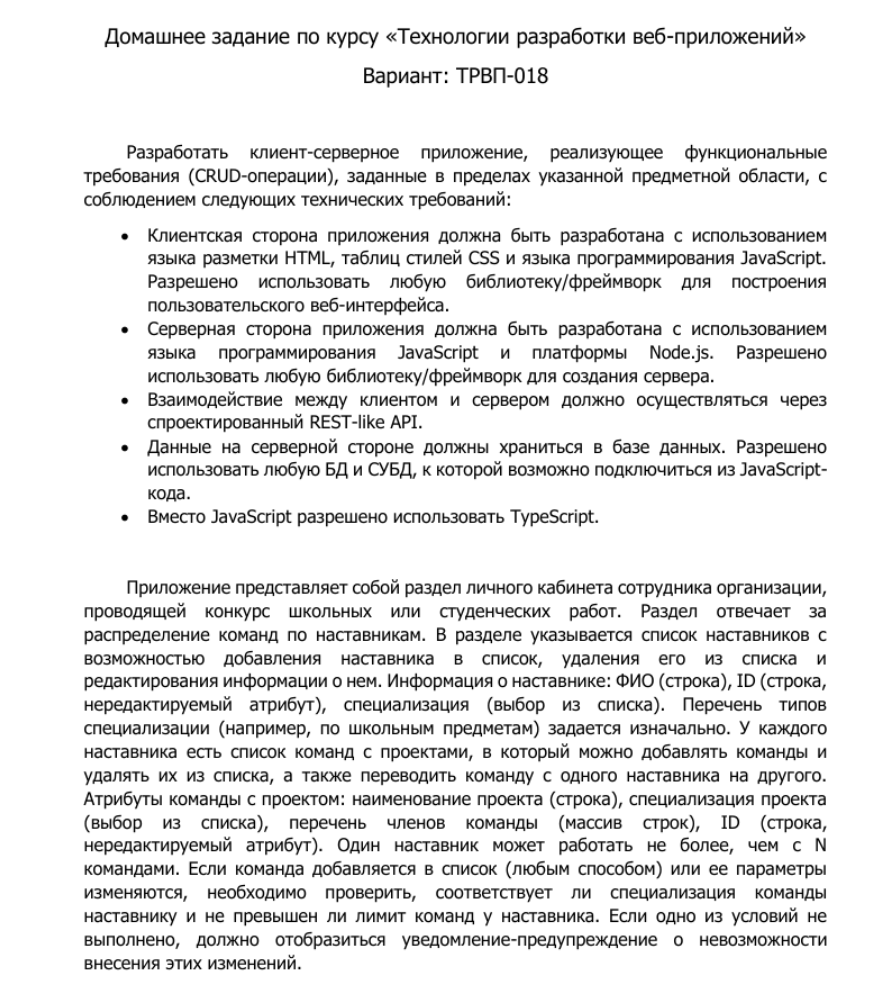 Домашнее задание по курсу «Технологии разработки веб-приложений»
Вариант: ТРВП-018
Разработать клиент-серверное приложение, реализующее функциональные
требования (CRUD-операции), заданные в пределах указанной предметной области, с
соблюдением следующих технических требований:
• Клиентская сторона приложения должна быть разработана с использованием
языка разметки HTML, таблиц стилей CSS и языка программирования JavaScript.
Разрешено использовать любую библиотеку/фреймворк для построения
пользовательского веб-интерфейса.
• Серверная сторона приложения должна быть разработана с использованием
языка программирования JavaScript и платформы Node.js. Разрешено
использовать любую библиотеку/фреймворк для создания сервера.
• Взаимодействие между клиентом и сервером должно осуществляться через
спроектированный REST-like API.
• Данные на серверной стороне должны храниться в базе данных. Разрешено
использовать любую БД и СУБД, к которой возможно подключиться из JavaScript-
кода.
• Вместо JavaScript разрешено использовать TypeScript.
Приложение представляет собой раздел личного кабинета сотрудника организации,
проводящей конкурс школьных или студенческих работ. Раздел отвечает за
распределение команд по наставникам. В разделе указывается список наставников с
возможностью добавления наставника в список, удаления его из списка и
редактирования информации о нем. Информация о наставнике: ФИО (строка), ID (строка,
нередактируемый атрибут), специализация (выбор из списка). Перечень типов
специализации (например, по школьным предметам) задается изначально. У каждого
наставника есть список команд с проектами, в который можно добавлять команды и
удалять их из списка, а также переводить команду с одного наставника на другого.
Атрибуты команды с проектом: наименование проекта (строка), специализация проекта
(выбор из списка), перечень членов команды (массив строк), ID (строка,
нередактируемый атрибут). Один наставник может работать не более, чем с N
командами. Если команда добавляется в список (любым способом) или ее параметры
изменяются, необходимо проверить, соответствует ли специализация команды
наставнику и не превышен ли лимит команд у наставника. Если одно из условий не
выполнено, должно отобразиться уведомление-предупреждение о невозможности
внесения этих изменений.